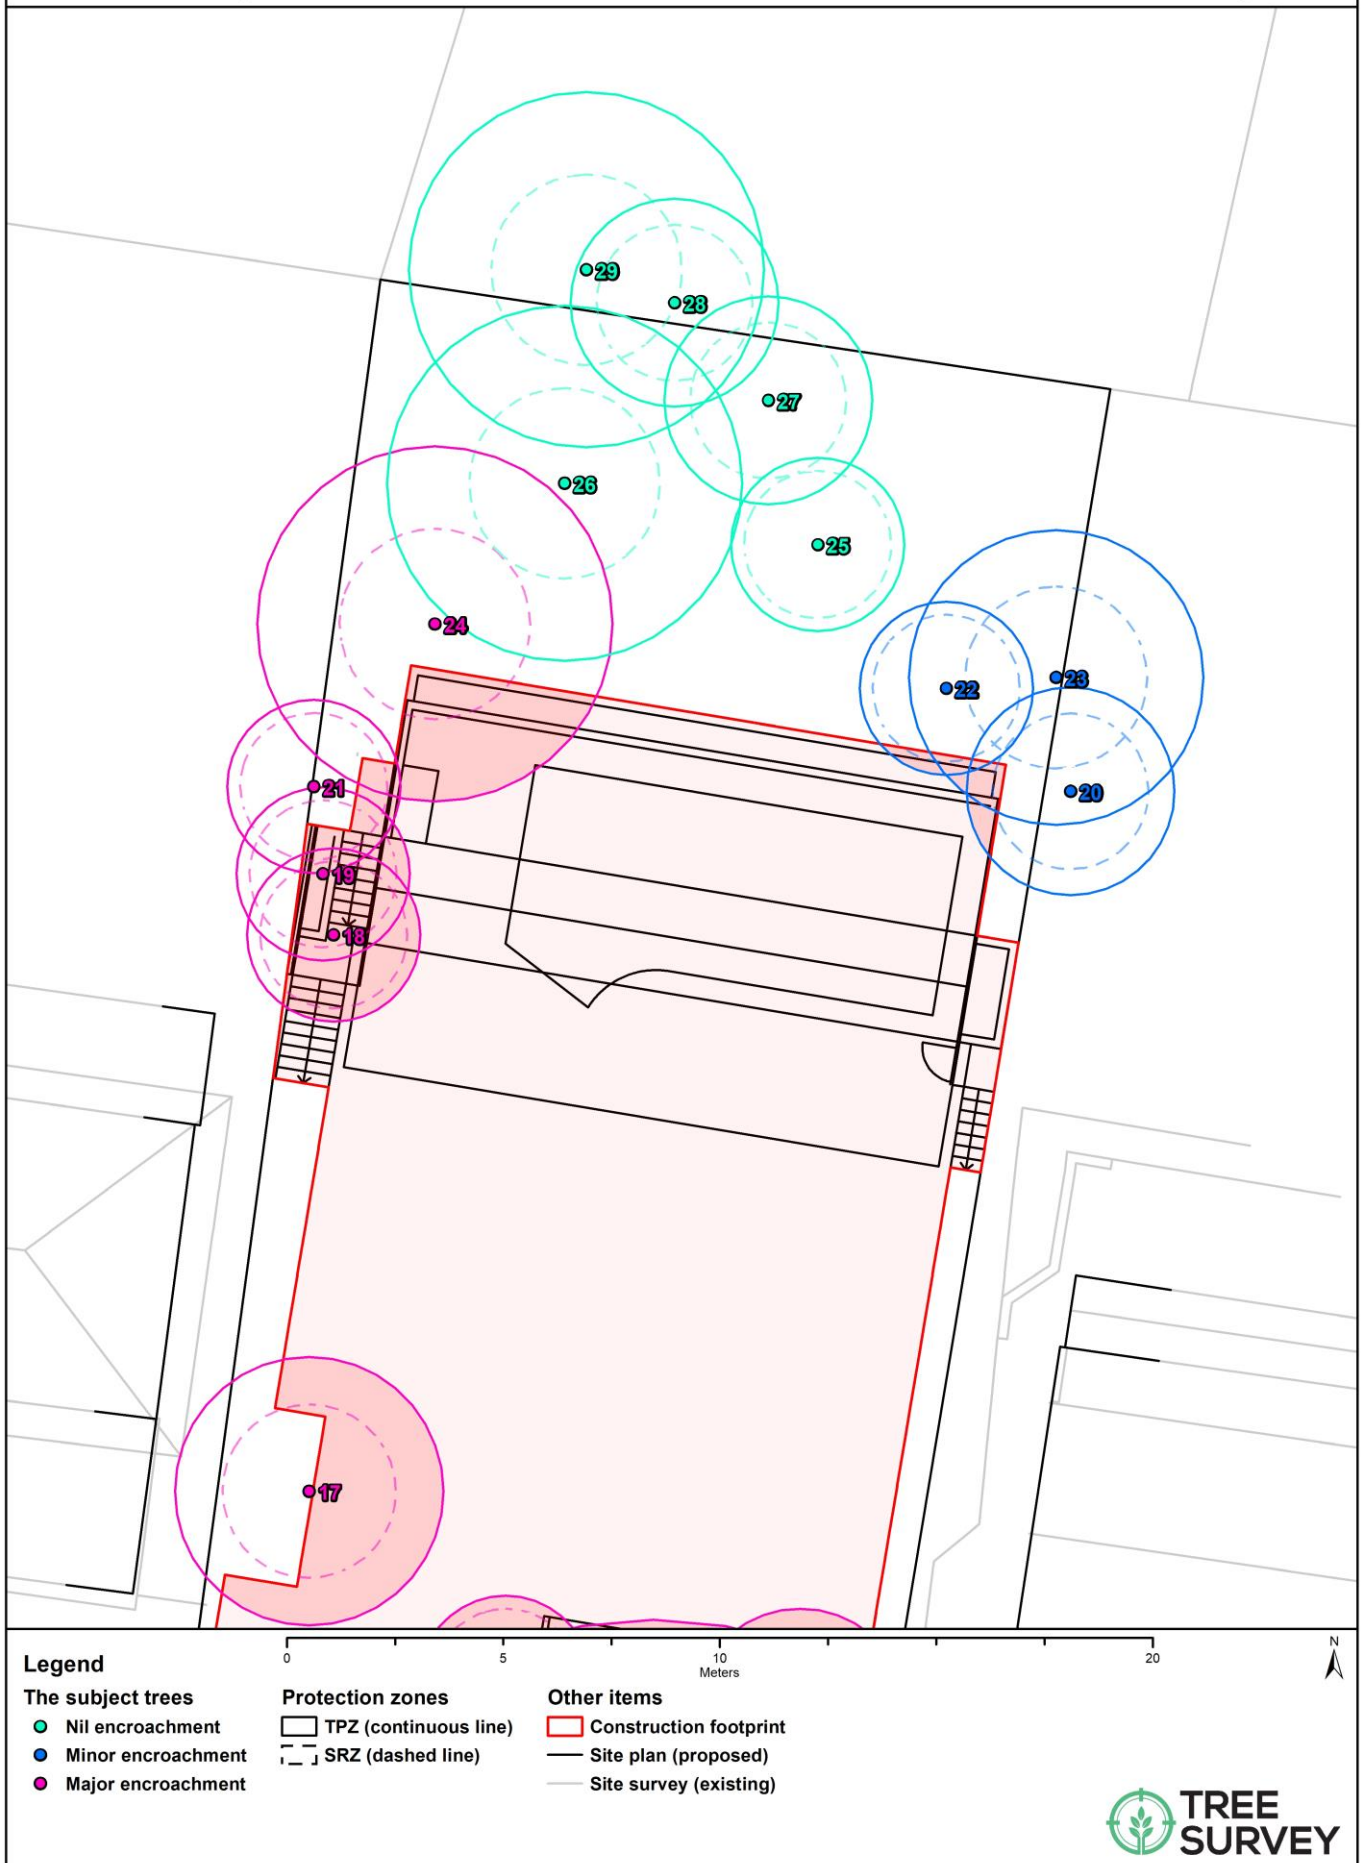 29
28
27
26
25
24
23
22
21
20
19
18
17
0 5 10 20
Meters
N
Legend
The subject trees
Nil encroachment
Minor encroachment
Major encroachment
Protection zones
TPZ (continuous line)
SRZ (dashed line)
Other items
Construction footprint
Site plan (proposed)
Site survey (existing)
TREE
SURVEY